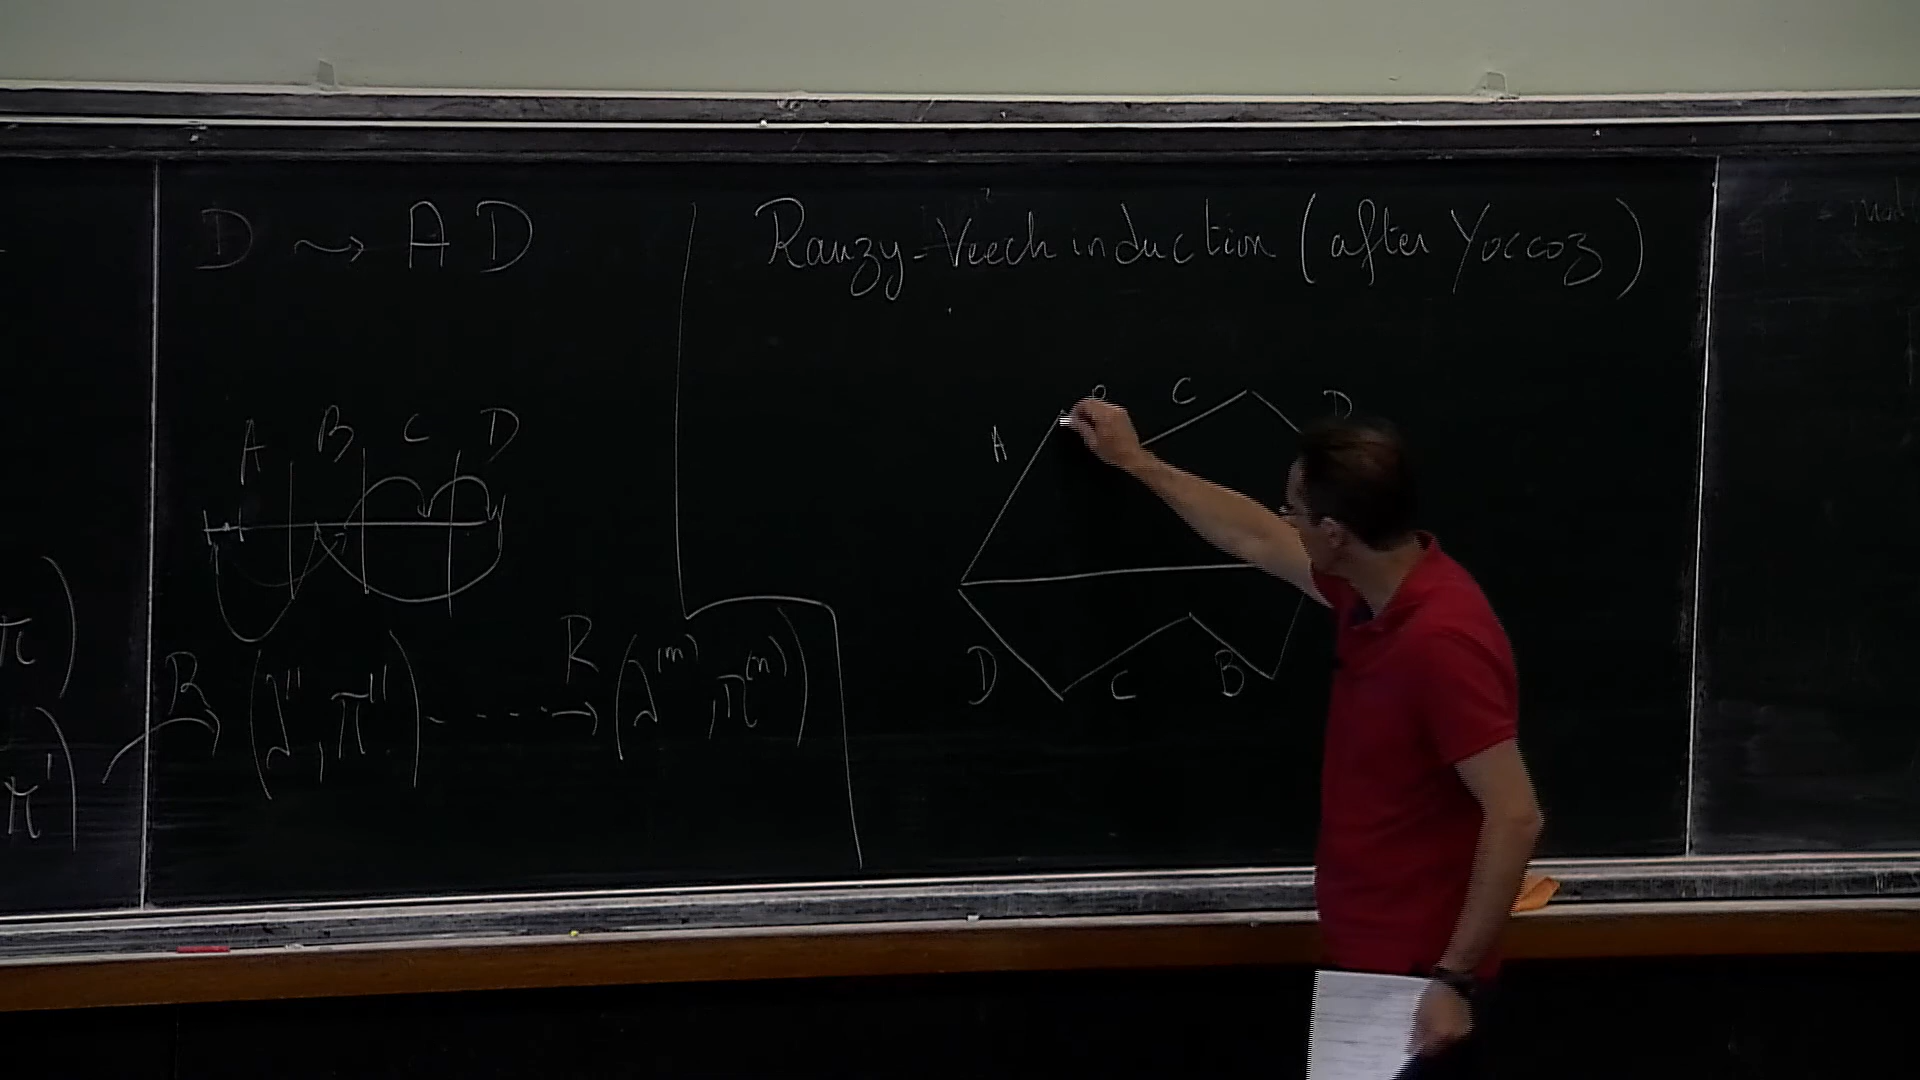 D ⇝ A D
Rauzy-Veech induction (after Yoccoz)
A B C D
A B C D
D C B
π)
R (λ'', π'') - - - -→ R (λ⁽ⁿ⁾, π⁽ⁿ⁾)
π')